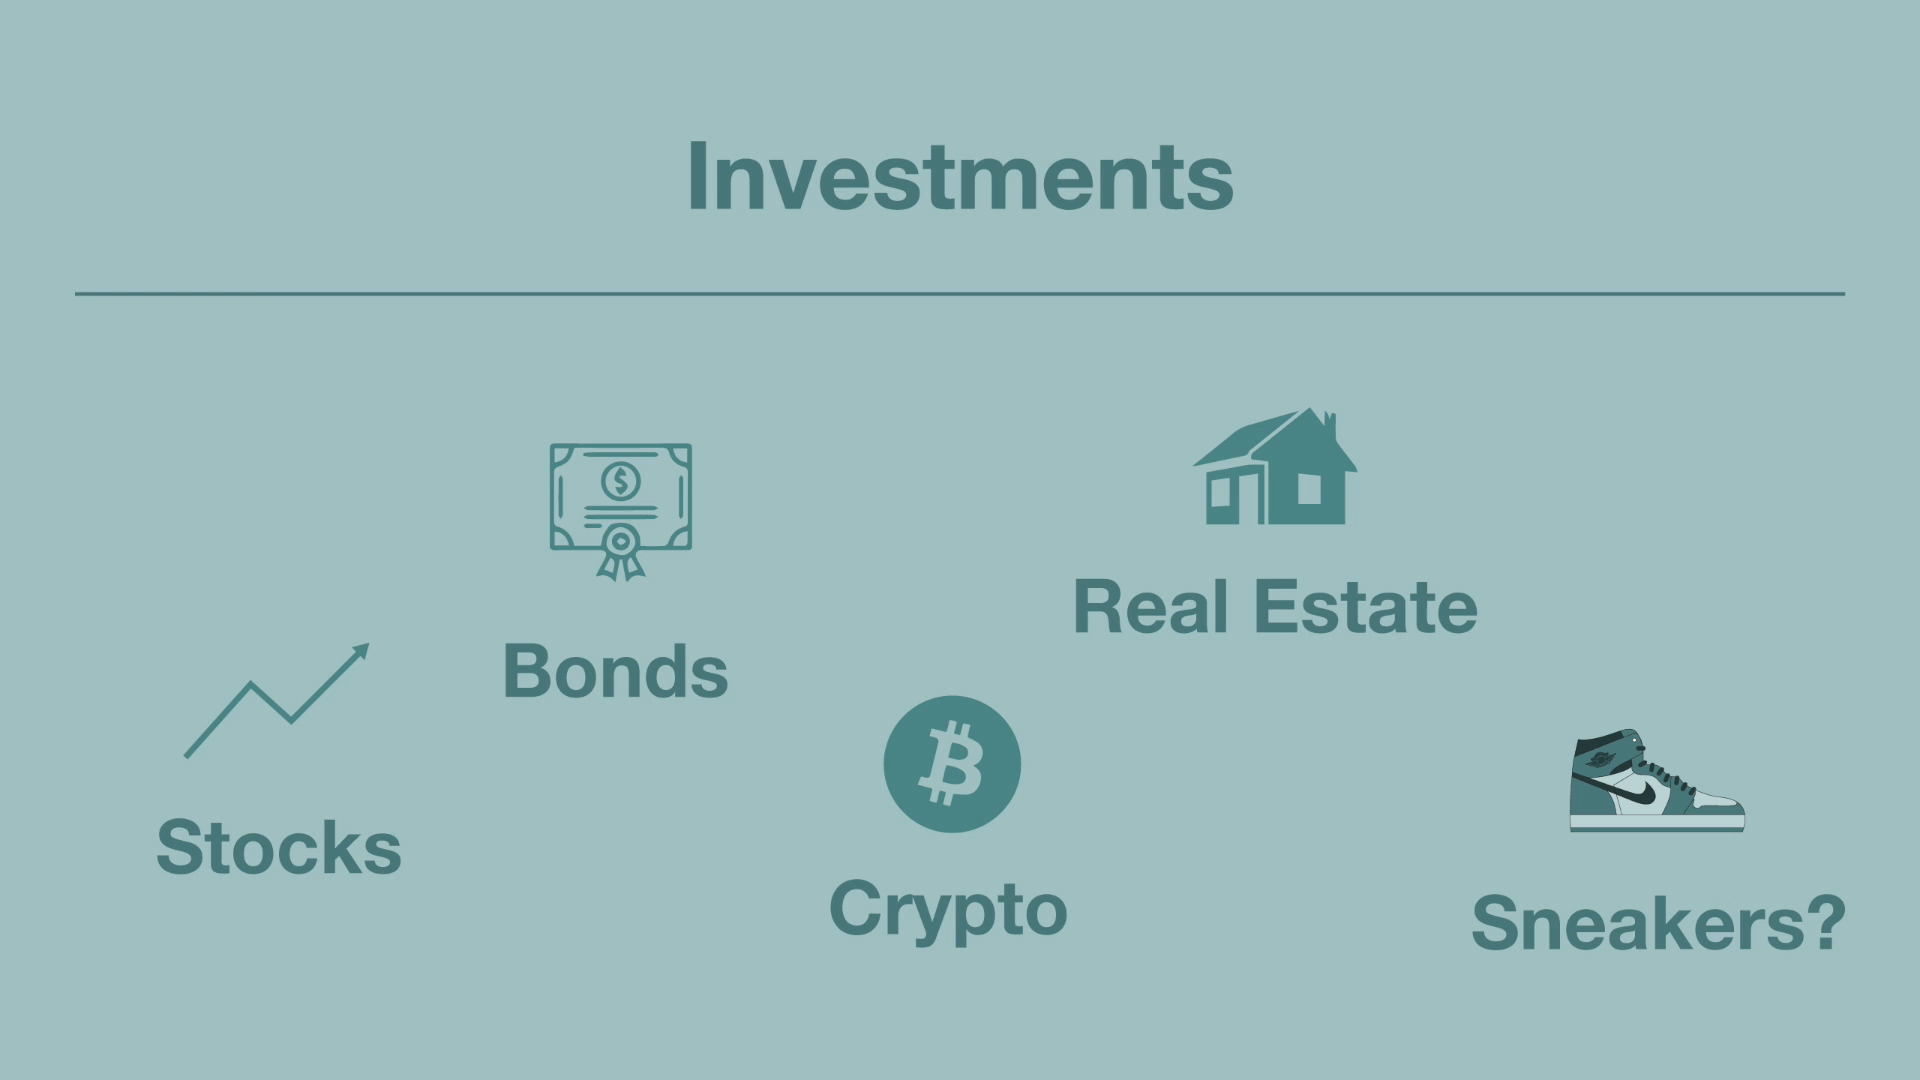 Investments
Stocks
Bonds
Crypto
Real Estate
Sneakers?